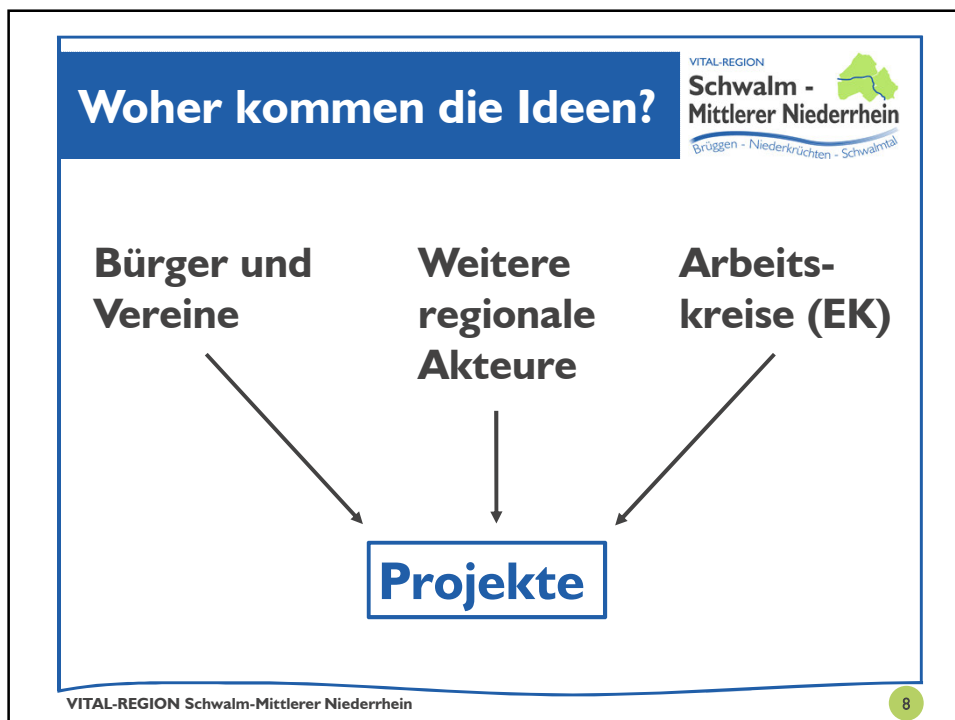 Woher kommen die Ideen?
VITAL-REGION
Schwalm -
Mittlerer Niederrhein
Brüggen - Niederkrüchten - Schwalmtal
Bürger und
Vereine
Weitere
regionale
Akteure
Arbeits-
kreise (EK)
Projekte
VITAL-REGION Schwalm-Mittlerer Niederrhein
8